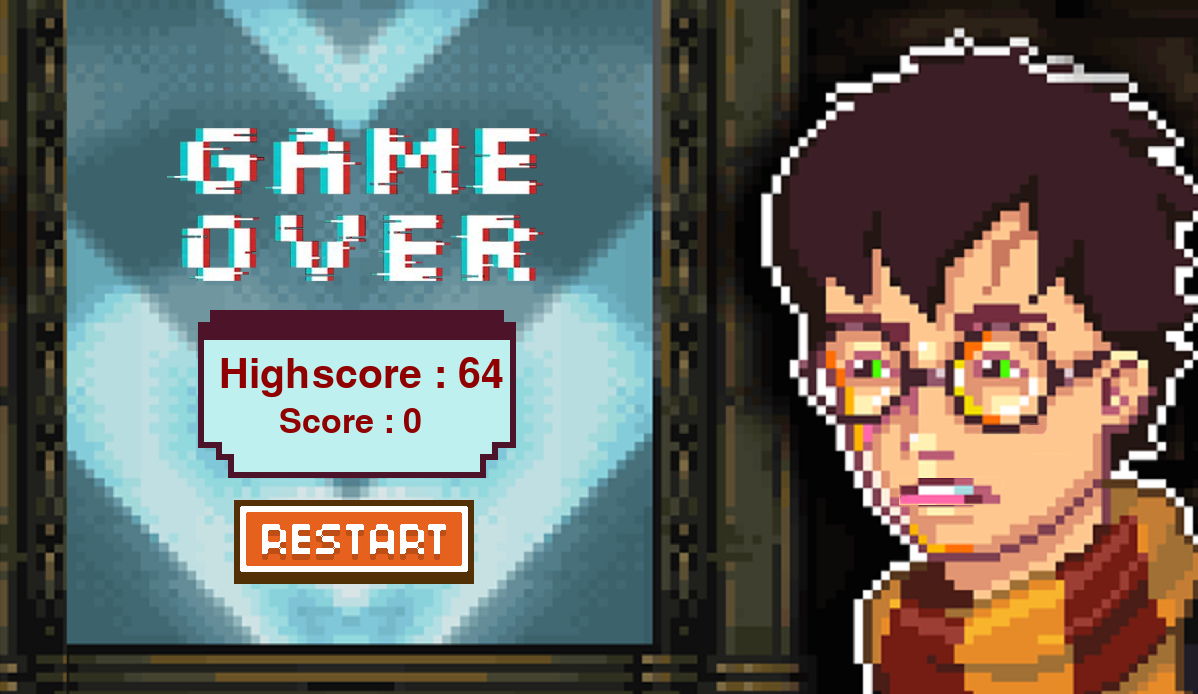 GAME
OVER
Highscore : 64
Score : 0
RESTART